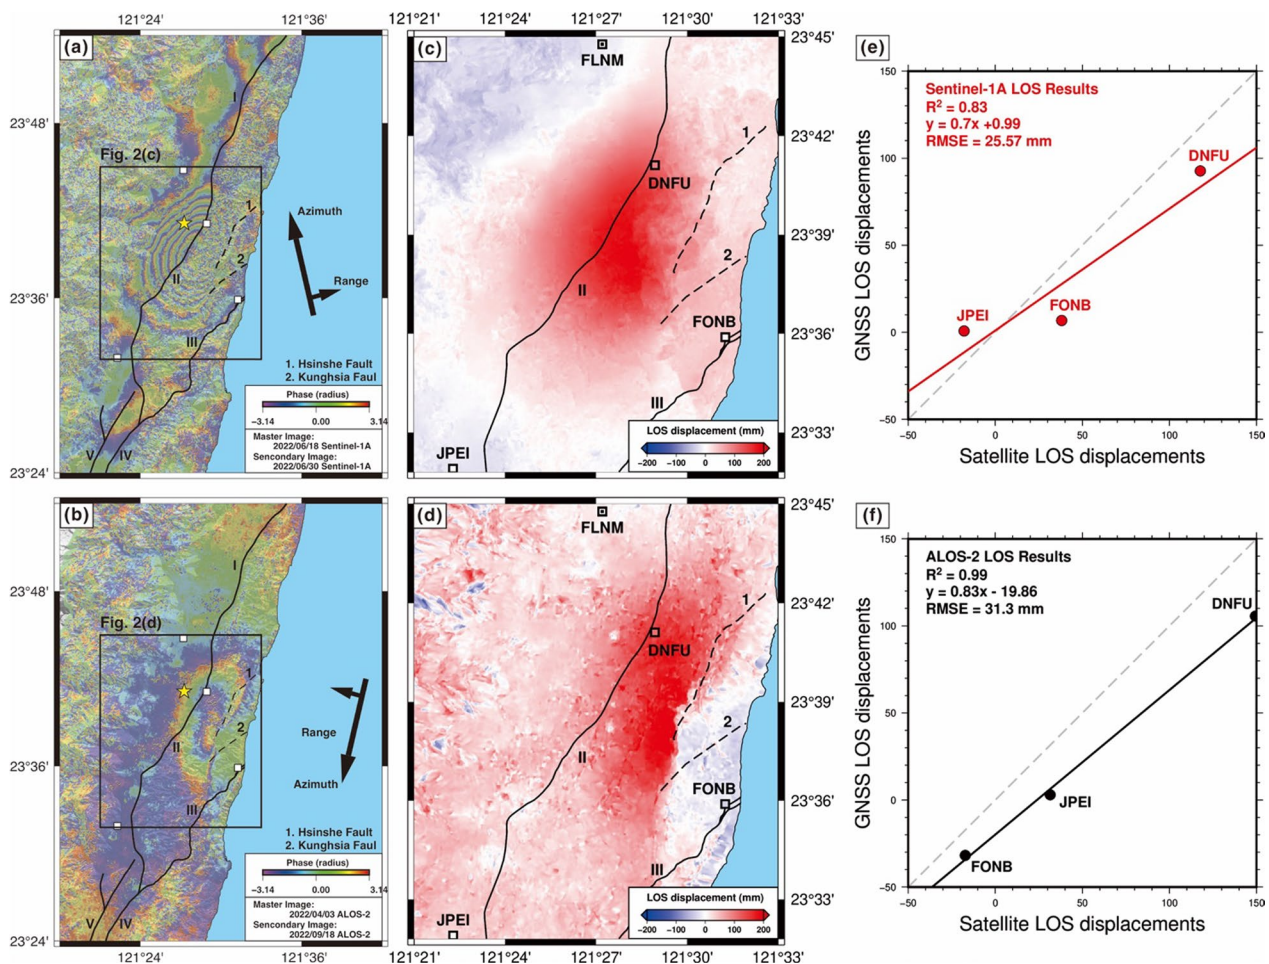 121°24' 121°36'
(a)
I
23°48'
Fig. 2(c)
1
Azimuth
2
Range
II
23°36'
III
1. Hsinshe Fault
2. Kunghsia Faul
Phase (radius)
−3.14 0.00 3.14
Master Image:
2022/06/18 Sentinel-1A
Sencondary Image:
2022/06/30 Sentinel-1A
V IV
23°24'
(b)
I
23°48'
Fig. 2(d)
1
Range
2
II
Azimuth
23°36'
III
1. Hsinshe Fault
2. Kunghsia Faul
Phase (radius)
−3.14 0.00 3.14
Master Image:
2022/04/03 ALOS-2
Sencondary Image:
2022/09/18 ALOS-2
V IV
23°24'
121°24' 121°36'
121°21' 121°24' 121°27' 121°30' 121°33'
(c)
23°45'
FLNM
1
23°42'
DNFU
23°39'
2
II
FONB
23°36'
III
LOS displacement (mm)
−200 −100 0 100 200
JPEI
23°33'
(d)
23°45'
FLNM
1
23°42'
DNFU
23°39'
2
II
FONB
23°36'
III
LOS displacement (mm)
−200 −100 0 100 200
JPEI
23°33'
121°21' 121°24' 121°27' 121°30' 121°33'
(e)
150
Sentinel-1A LOS Results
R² = 0.83
y = 0.7x +0.99
RMSE = 25.57 mm
DNFU
100
50
JPEI
FONB
0
−50
GNSS LOS displacements
−50 0 50 100 150
Satellite LOS displacements
(f)
150
ALOS-2 LOS Results
R² = 0.99
y = 0.83x - 19.86
RMSE = 31.3 mm
DNFU
100
50
JPEI
0
FONB
−50
GNSS LOS displacements
−50 0 50 100 150
Satellite LOS displacements